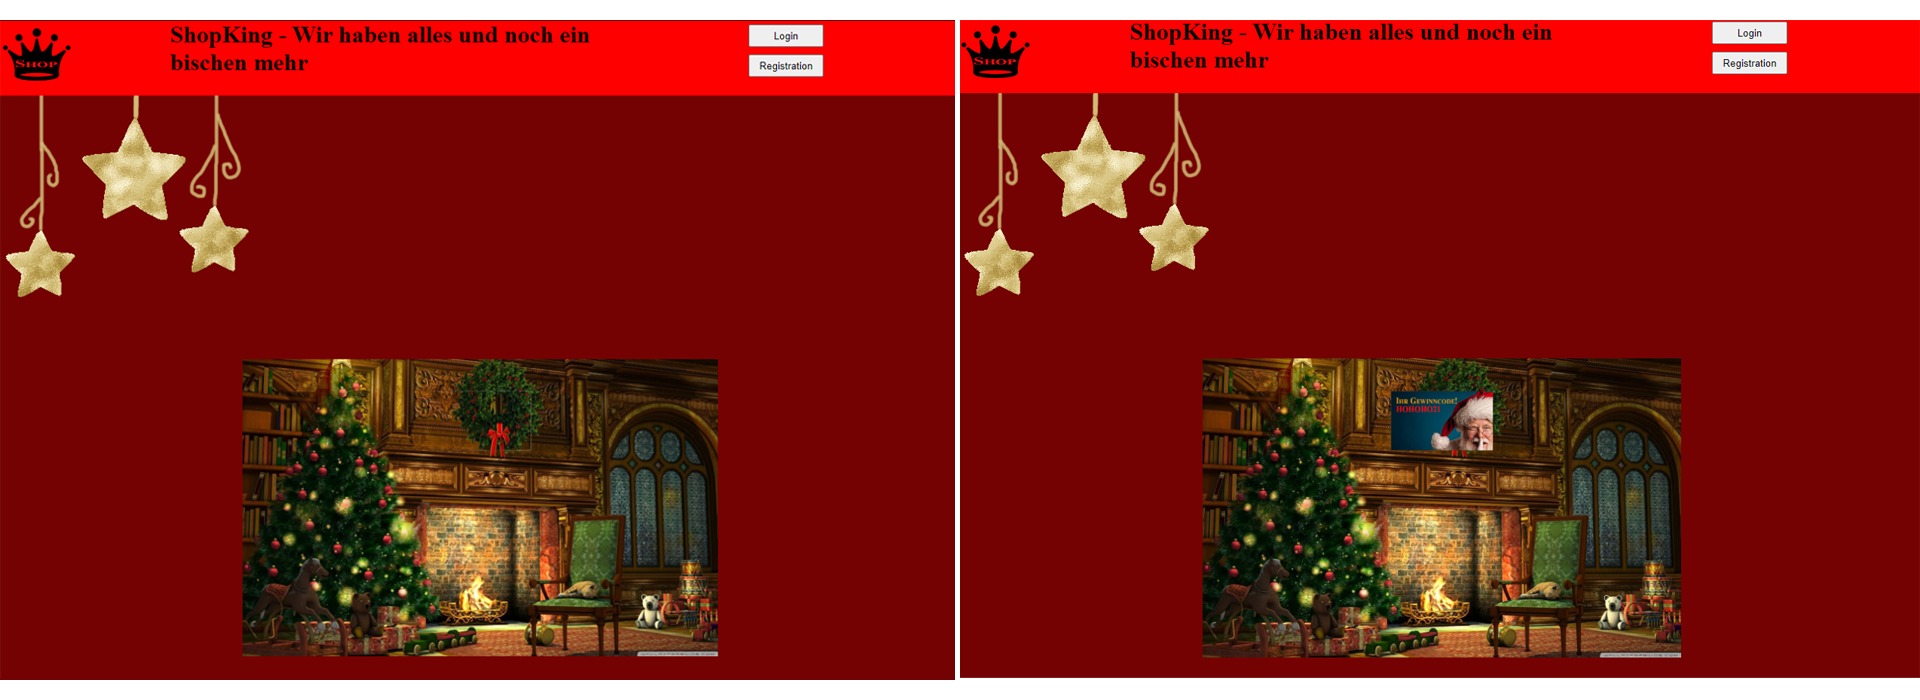 SHOP
ShopKing - Wir haben alles und noch ein
bischen mehr
Login
Registration
SHOP
ShopKing - Wir haben alles und noch ein
bischen mehr
Login
Registration
IHR GEWINNCODE!
HOHOHO21